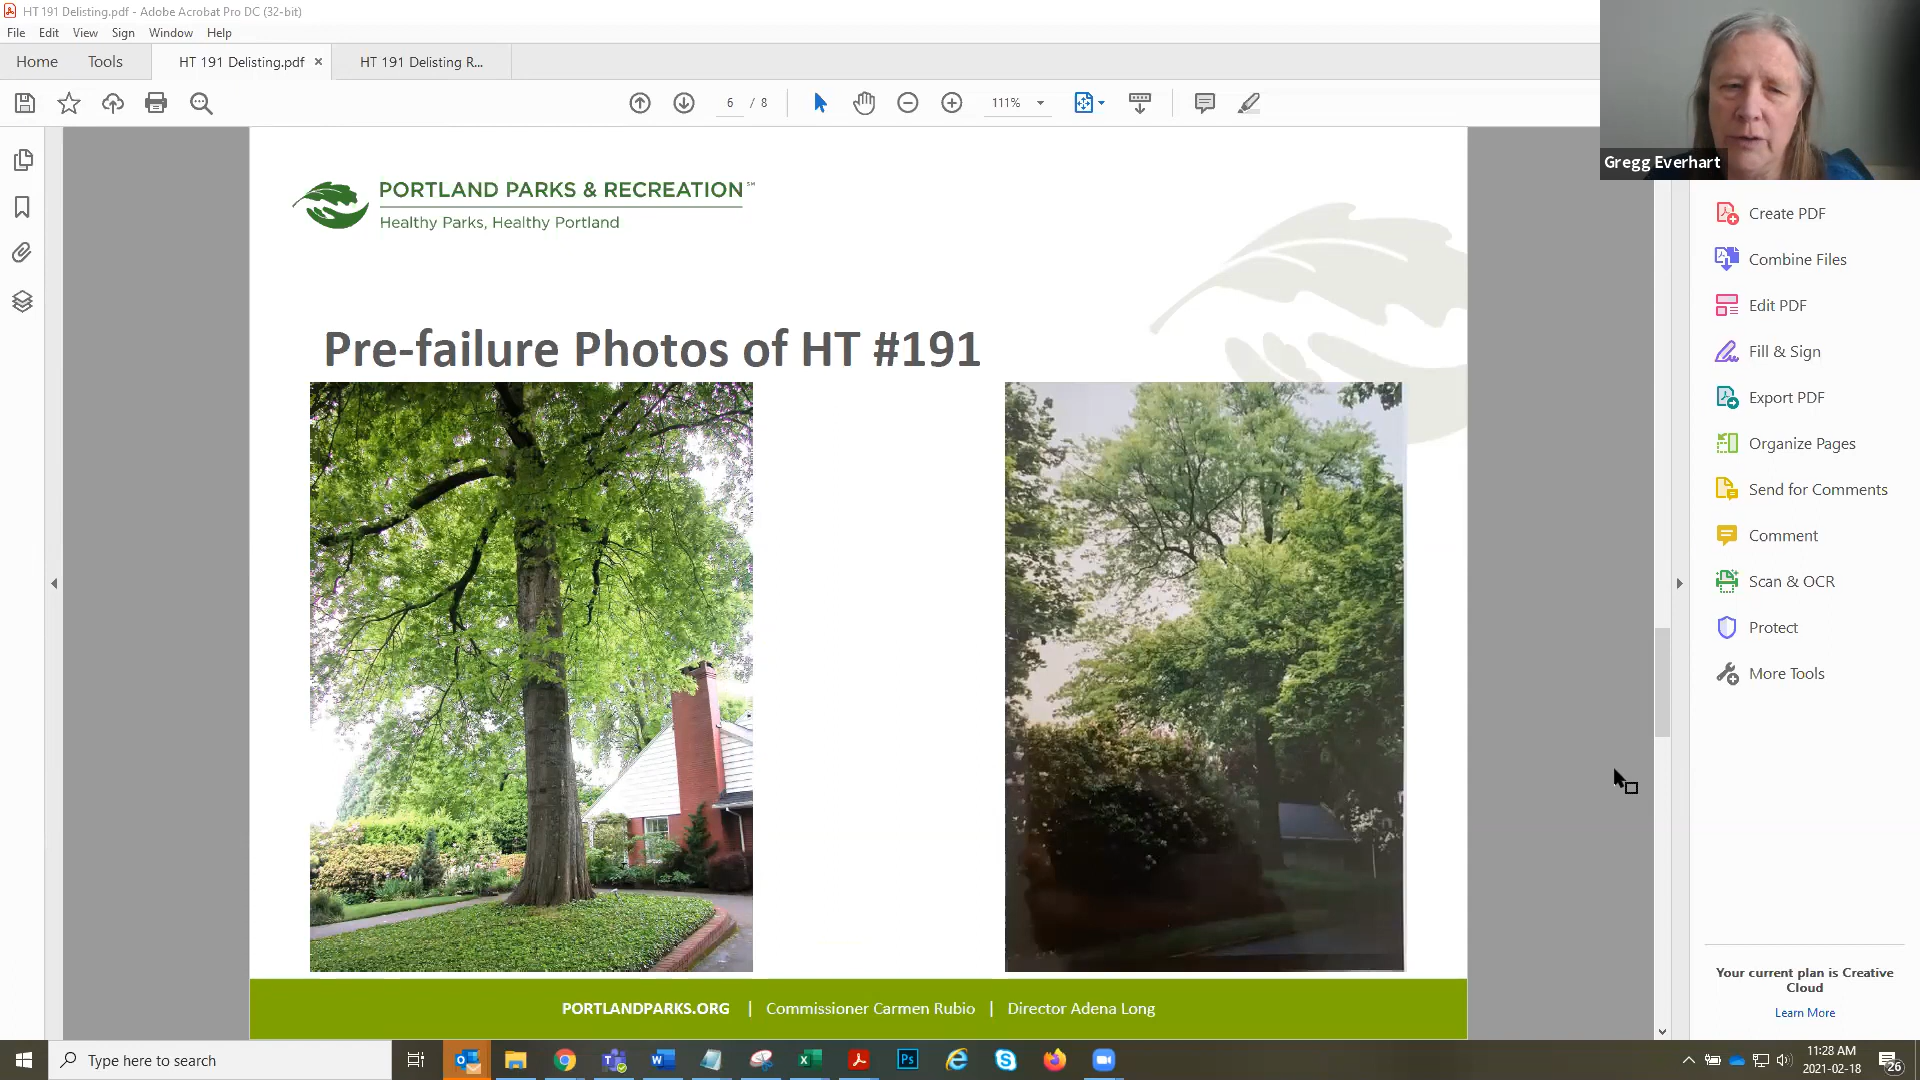 HT 191 Delisting.pdf - Adobe Acrobat Pro DC (32-bit)
File Edit View Sign Window Help
Home Tools HT 191 Delisting.pdf × HT 191 Delisting R...
6 / 8 111%
Gregg Everhart
PORTLAND PARKS & RECREATION SM
Healthy Parks, Healthy Portland
Pre-failure Photos of HT #191
PORTLANDPARKS.ORG | Commissioner Carmen Rubio | Director Adena Long
Create PDF
Combine Files
Edit PDF
Fill & Sign
Export PDF
Organize Pages
Send for Comments
Comment
Scan & OCR
Protect
More Tools
Your current plan is Creative
Cloud
Learn More
Type here to search
11:28 AM
2021-02-18
26